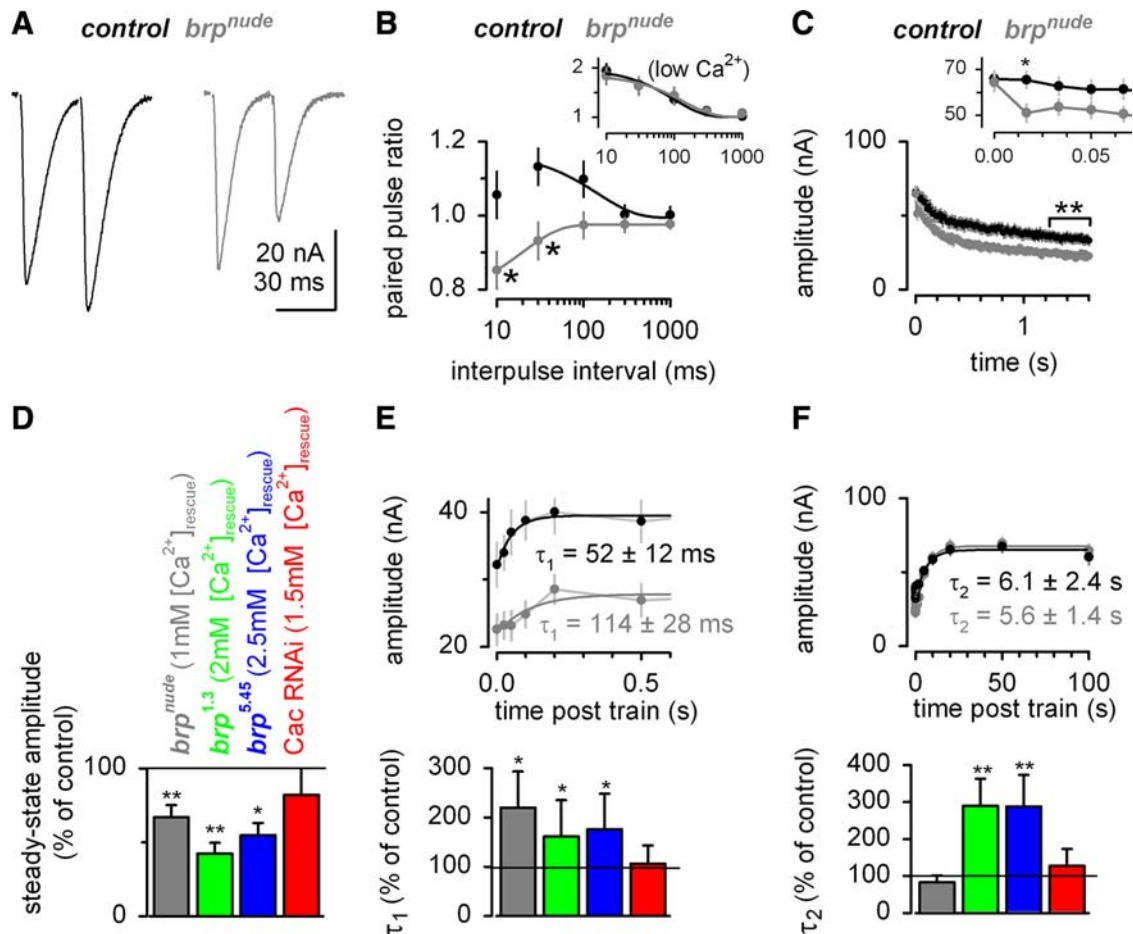 A
control brp^nude
20 nA
30 ms
B
control brp^nude
(low Ca2+)
2
1
10 100 1000
paired pulse ratio
1.2
1.0
0.8
*
*
10 100 1000
interpulse interval (ms)
C
control brp^nude
*
70
50
0.00 0.05
amplitude (nA)
100
0
**
0 1
time (s)
D
brp^nude (1mM [Ca2+]rescue)
brp^1.3 (2mM [Ca2+]rescue)
brp^5.45 (2.5mM [Ca2+]rescue)
Cac RNAi (1.5mM [Ca2+]rescue)
steady-state amplitude
(% of control)
100
0
**
**
*
E
amplitude (nA)
40
20
τ1 = 52 ± 12 ms
τ1 = 114 ± 28 ms
0.0 0.5
time post train (s)
τ1 (% of control)
300
200
100
0
* * *
F
amplitude (nA)
100
0
τ2 = 6.1 ± 2.4 s
τ2 = 5.6 ± 1.4 s
0 50 100
time post train (s)
τ2 (% of control)
400
300
200
100
0
** **